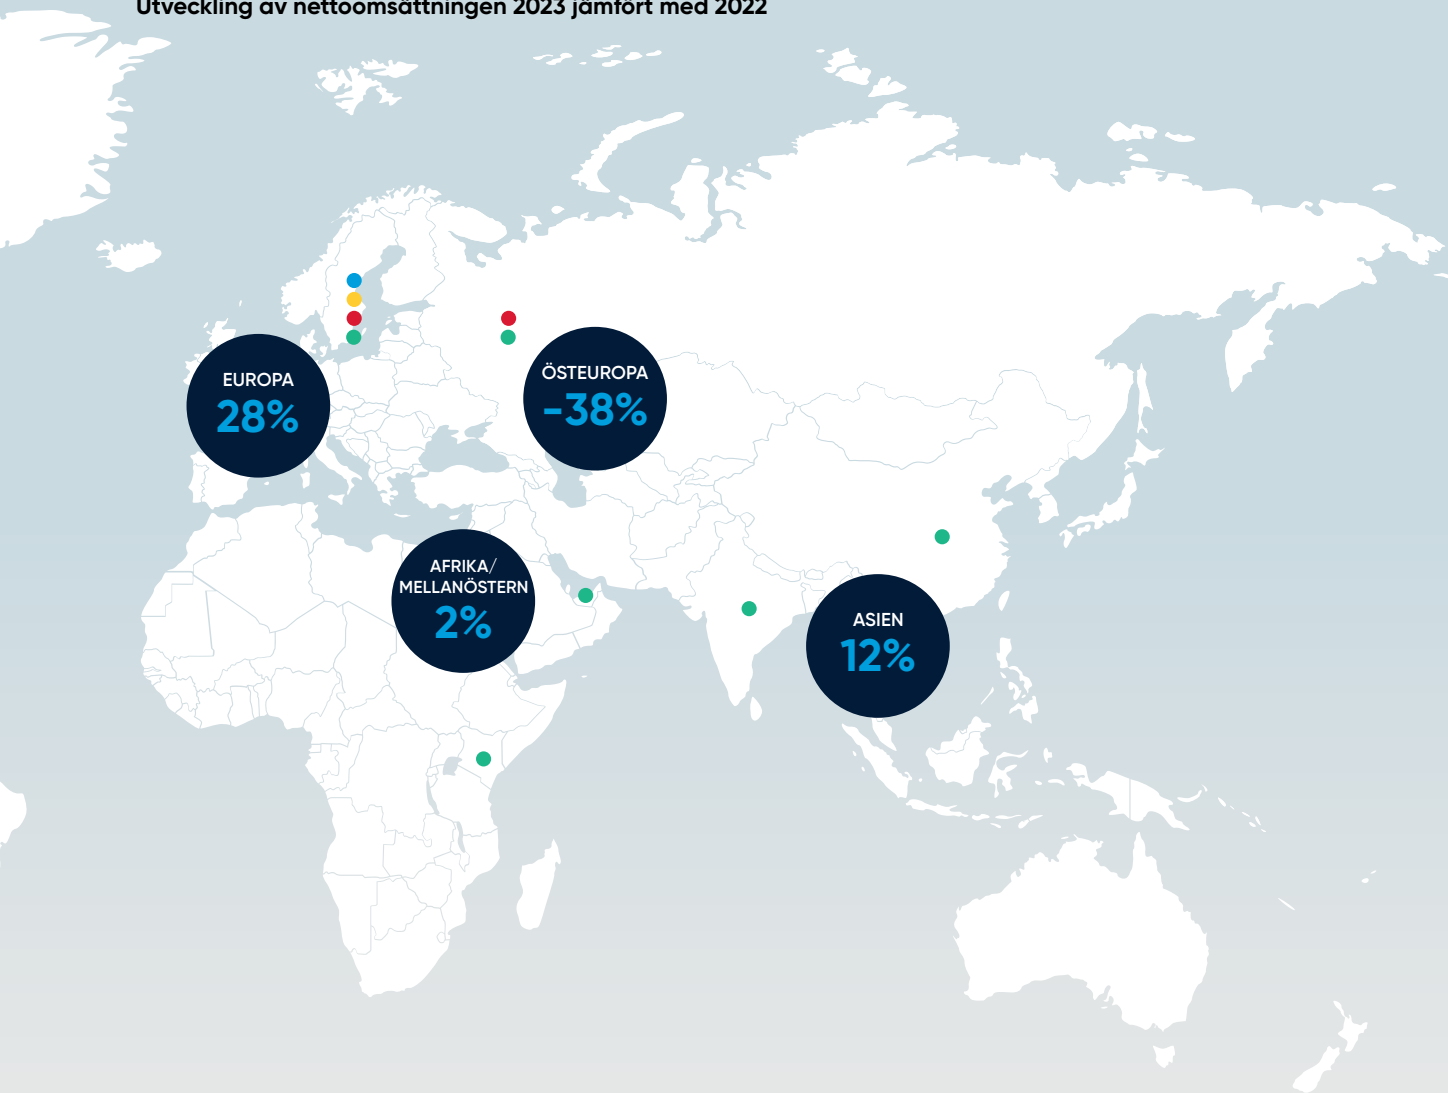 Utveckling av nettoomsättningen 2023 jämfört med 2022
EUROPA
28%
ÖSTEUROPA
-38%
AFRIKA/
MELLANÖSTERN
2%
ASIEN
12%